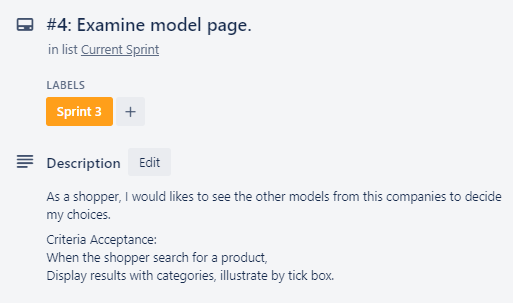 #4: Examine model page.
in list Current Sprint
LABELS
Sprint 3
+
Description
Edit
As a shopper, I would likes to see the other models from this companies to decide
my choices.
Criteria Acceptance:
When the shopper search for a product,
Display results with categories, illustrate by tick box.